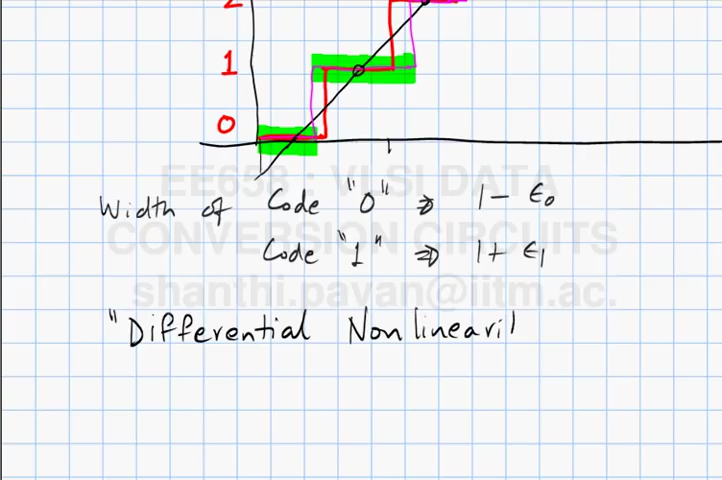 2
1
0
EE658 : VLSI DATA
Width of Code "0" ⇒ 1 - ϵ0
CONVERSION CIRCUITS
Code "1" ⇒ 1 + ϵ1
shanthi.pavan@iitm.ac.
"Differential Nonlinearil